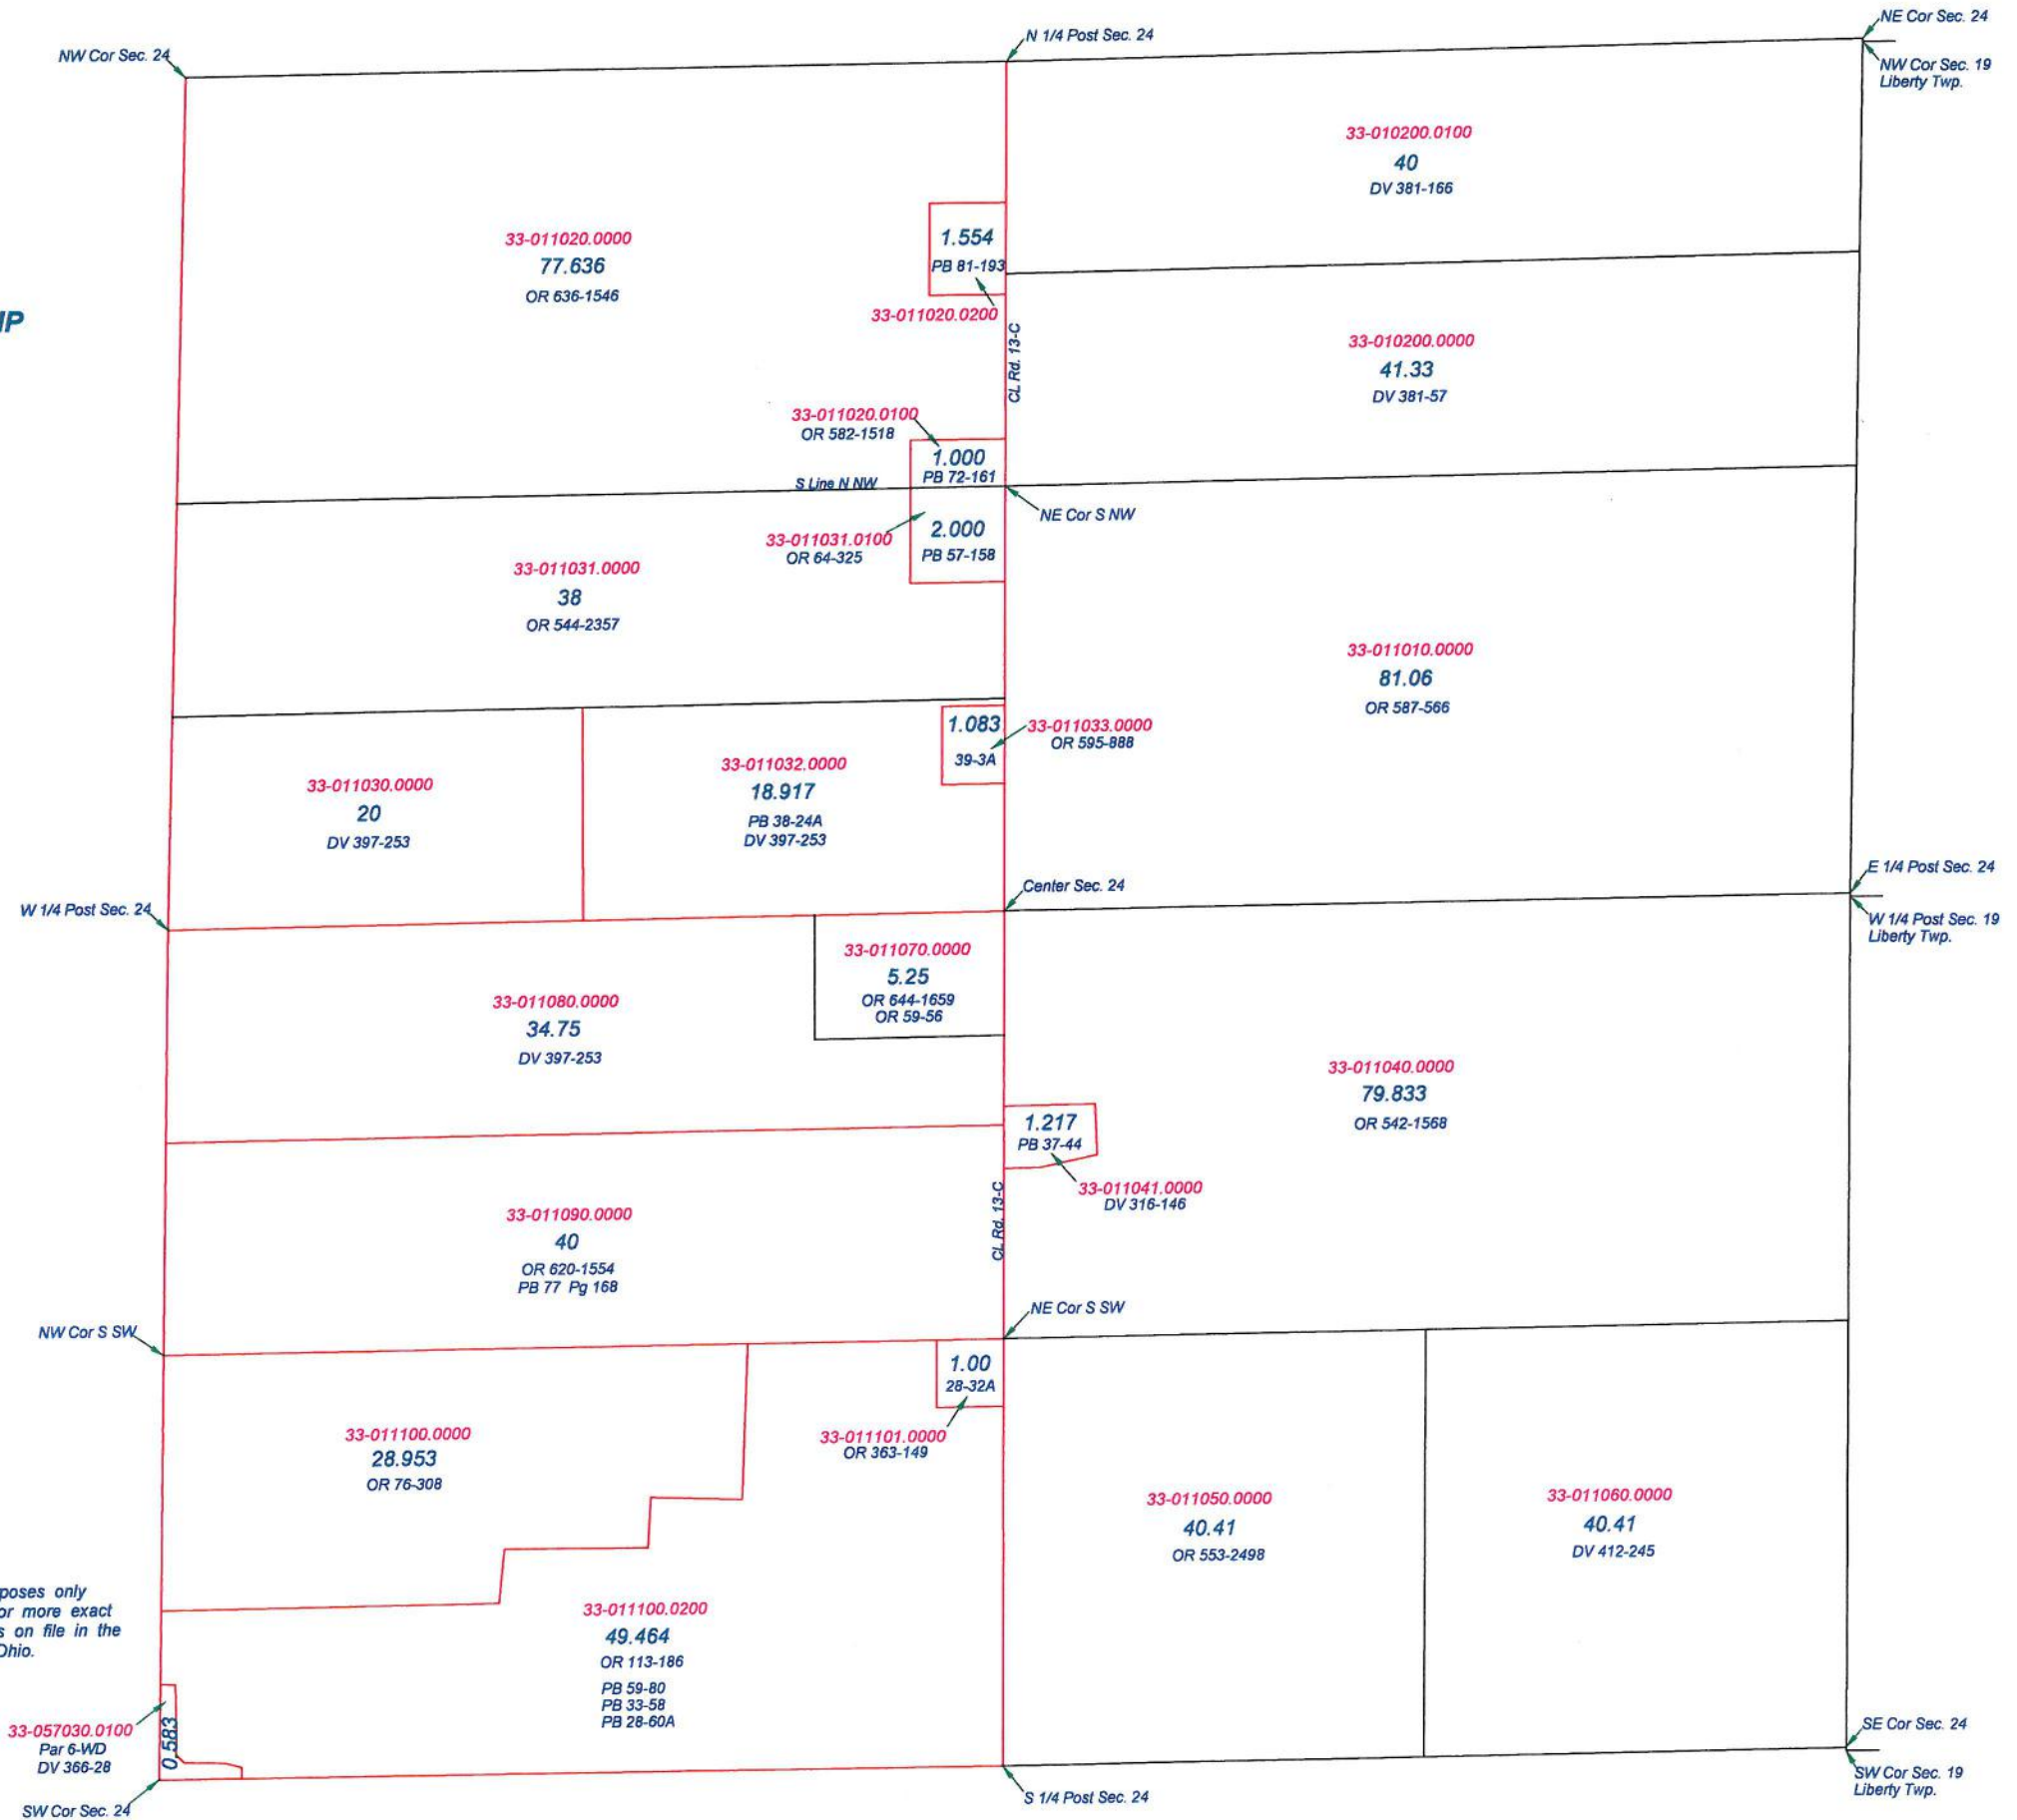 NE Cor Sec. 24
N 1/4 Post Sec. 24
NW Cor Sec. 24
NW Cor Sec. 19
Liberty Twp.
33-010200.0100
40
DV 381-166
33-011020.0000
77.636
OR 636-1546
1.554
PB 81-193
33-011020.0200
IP
CL Rd. 13-C
33-010200.0000
41.33
DV 381-57
33-011020.0100
OR 582-1518
1.000
PB 72-161
S Line N NW
NE Cor S NW
33-011031.0100
OR 64-325
2.000
PB 57-158
33-011031.0000
38
OR 544-2357
33-011010.0000
81.06
OR 587-566
1.083
39-3A
33-011033.0000
OR 595-888
33-011030.0000
20
DV 397-253
33-011032.0000
18.917
PB 38-24A
DV 397-253
Center Sec. 24
E 1/4 Post Sec. 24
W 1/4 Post Sec. 24
W 1/4 Post Sec. 19
Liberty Twp.
33-011070.0000
5.25
OR 644-1659
OR 59-56
33-011080.0000
34.75
DV 397-253
33-011040.0000
79.833
OR 542-1568
1.217
PB 37-44
33-011041.0000
DV 316-146
CL Rd. 13-C
33-011090.0000
40
OR 620-1554
PB 77 Pg 168
NE Cor S SW
NW Cor S SW
1.00
28-32A
33-011101.0000
OR 363-149
33-011100.0000
28.953
OR 76-308
33-011050.0000
40.41
OR 553-2498
33-011060.0000
40.41
DV 412-245
poses only
or more exact
s on file in the
Ohio.
33-011100.0200
49.464
OR 113-186
PB 59-80
PB 33-58
PB 28-60A
33-057030.0100
Par 6-WD
DV 366-28
0.583
SW Cor Sec. 24
S 1/4 Post Sec. 24
SE Cor Sec. 24
SW Cor Sec. 19
Liberty Twp.